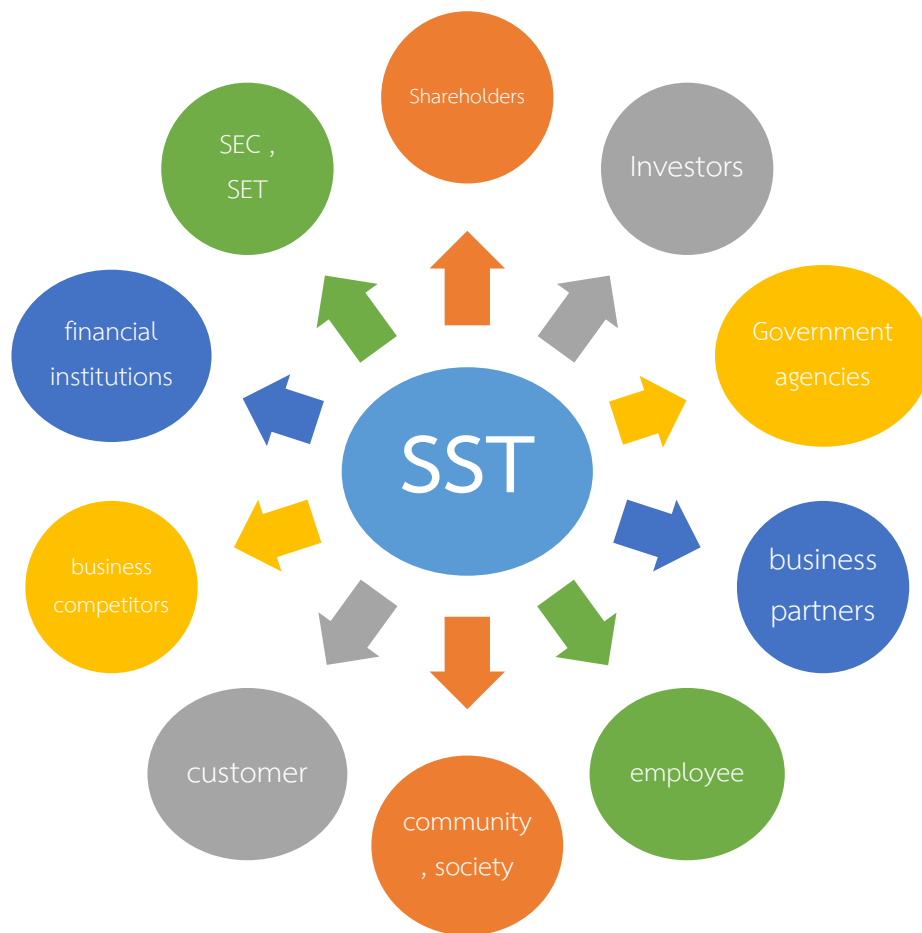 Shareholders
Investors
Government
agencies
business
partners
employee
community
, society
customer
business
competitors
financial
institutions
SEC ,
SET
SST